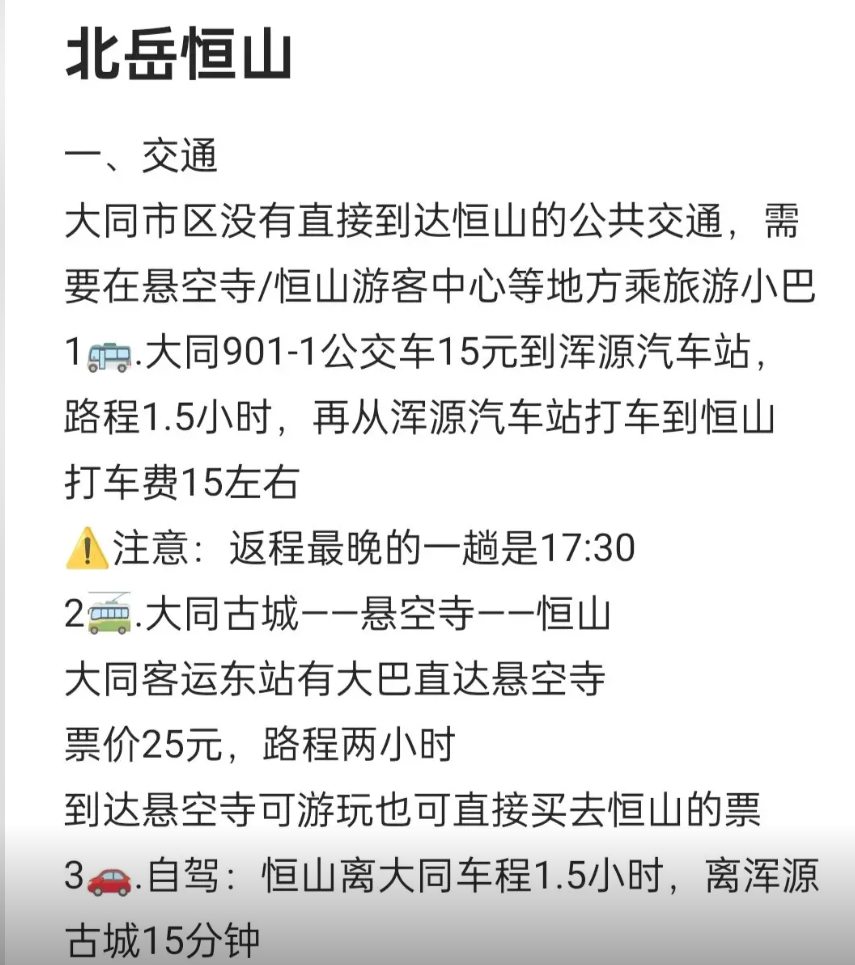 北岳恒山
一、交通
大同市区没有直接到达恒山的公共交通，需
要在悬空寺/恒山游客中心等地方乘旅游小巴
1🚌.大同901-1公交车15元到浑源汽车站，
路程1.5小时，再从浑源汽车站打车到恒山
打车费15左右
⚠️注意：返程最晚的一趟是17:30
2🚎.大同古城——悬空寺——恒山
大同客运东站有大巴直达悬空寺
票价25元，路程两小时
到达悬空寺可游玩也可直接买去恒山的票
3🚗.自驾：恒山离大同车程1.5小时，离浑源
古城15分钟